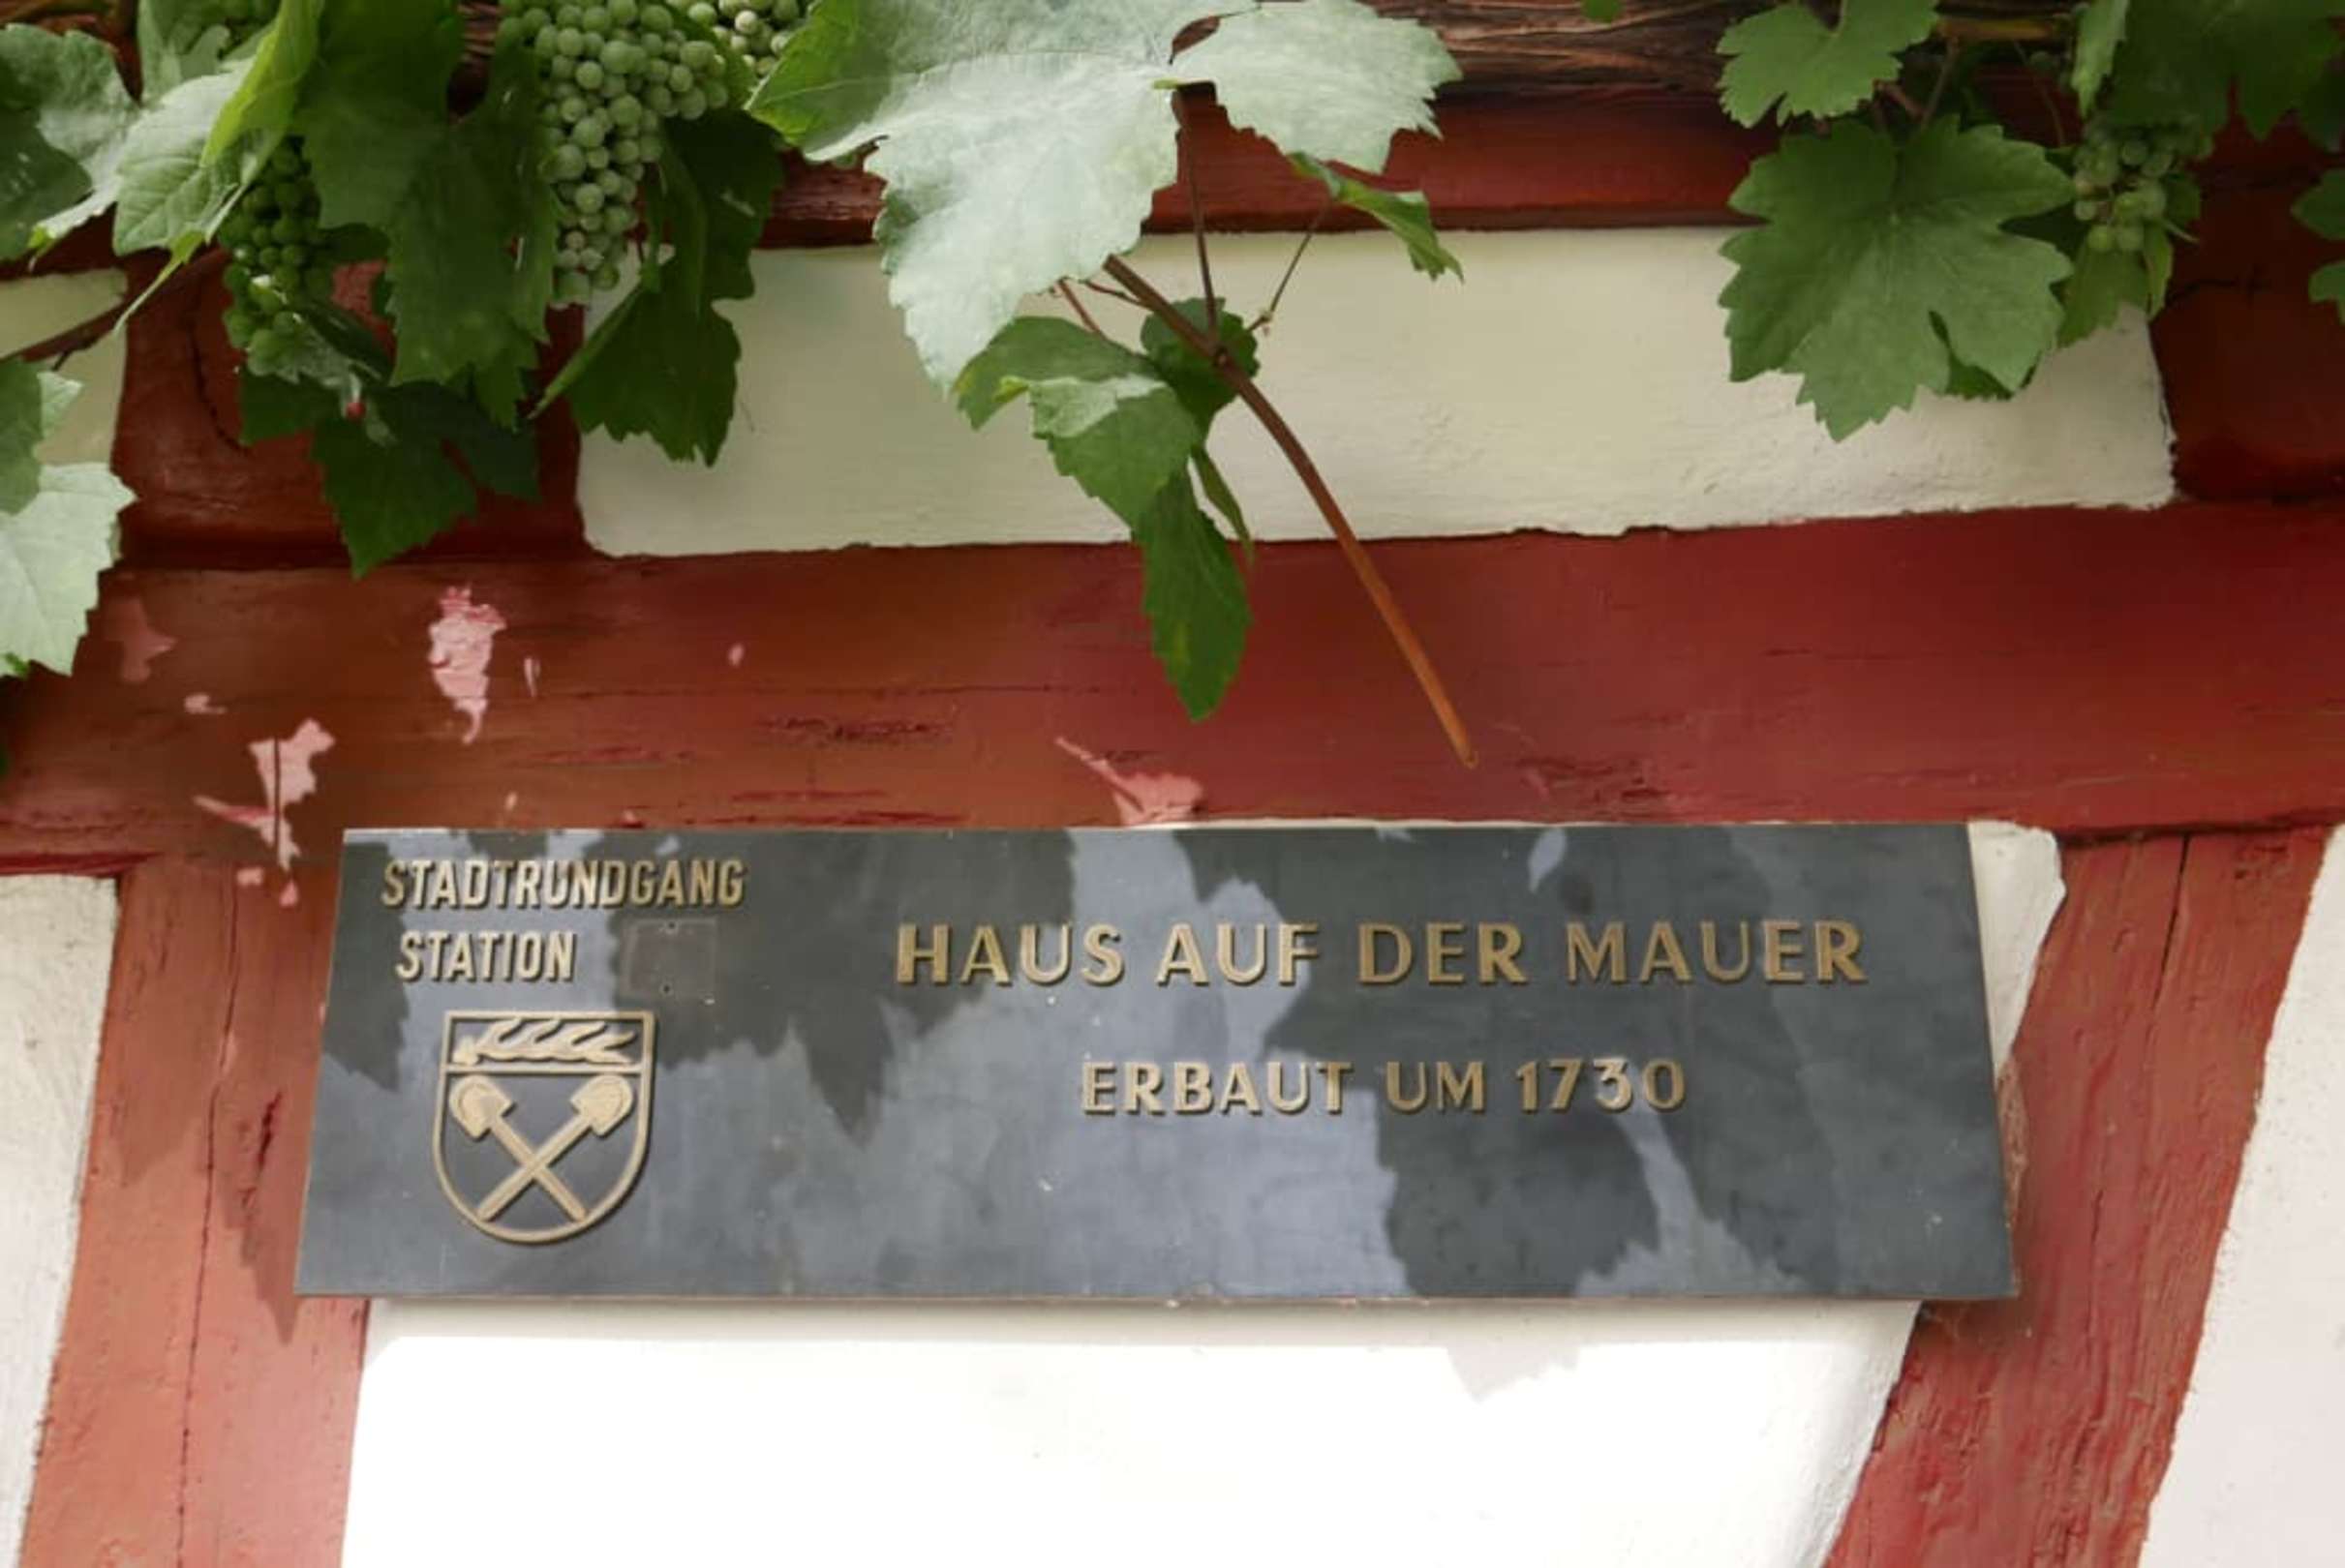 STADTRUNDGANG
STATION
HAUS AUF DER MAUER
ERBAUT UM 1730